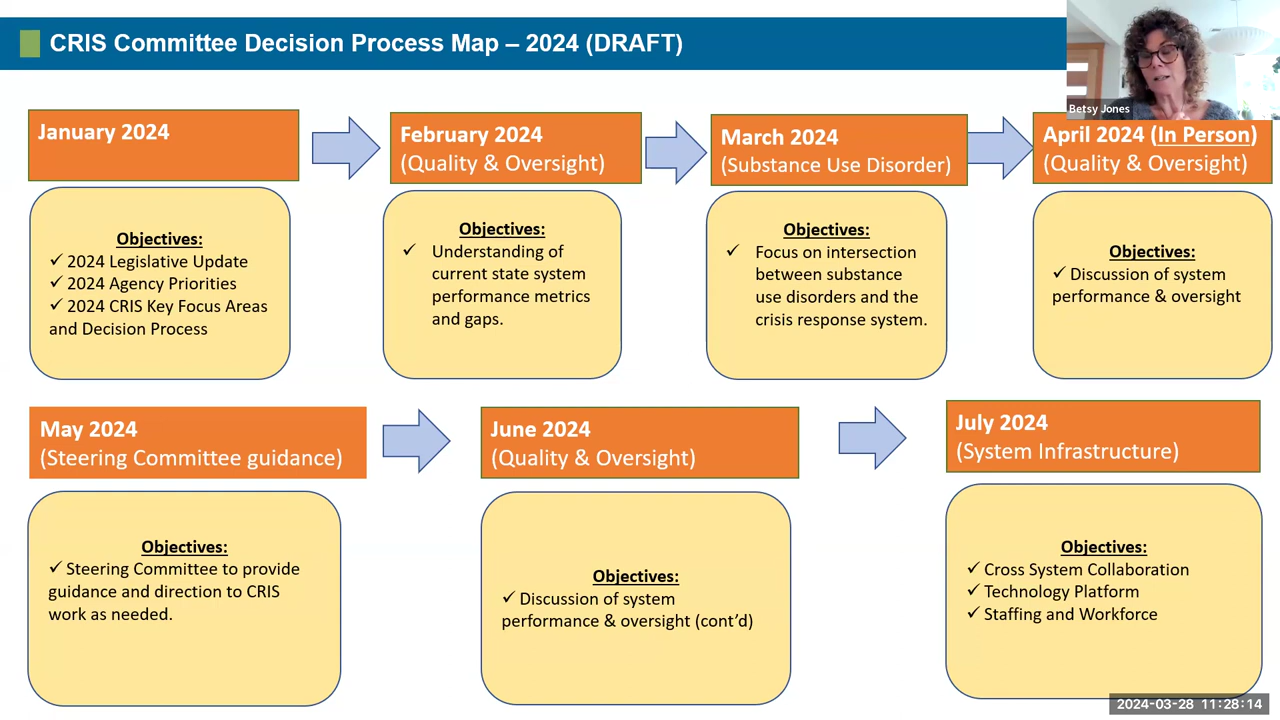 CRIS Committee Decision Process Map – 2024 (DRAFT)
Betsy Jones
January 2024
February 2024
(Quality & Oversight)
March 2024
(Substance Use Disorder)
April 2024 (In Person)
(Quality & Oversight)
Objectives:
✓ 2024 Legislative Update
✓ 2024 Agency Priorities
✓ 2024 CRIS Key Focus Areas
and Decision Process
Objectives:
✓ Understanding of
current state system
performance metrics
and gaps.
Objectives:
✓ Focus on intersection
between substance
use disorders and the
crisis response system.
Objectives:
✓ Discussion of system
performance & oversight
May 2024
(Steering Committee guidance)
June 2024
(Quality & Oversight)
July 2024
(System Infrastructure)
Objectives:
✓ Steering Committee to provide
guidance and direction to CRIS
work as needed.
Objectives:
✓ Discussion of system
performance & oversight (cont’d)
Objectives:
✓ Cross System Collaboration
✓ Technology Platform
✓ Staffing and Workforce
2024-03-28 11:28:14